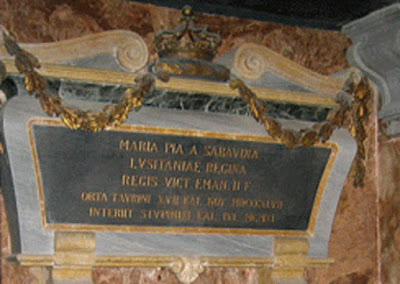 MARIA PIA A SABAUDIA
LVSITANIAE REGINA
REGIS VICT EMAN II F
ORTA TAVRINI XVII KAL NOV MDCCCXLVII
INTERIIT STVPINISII KAL IVL MCMXI